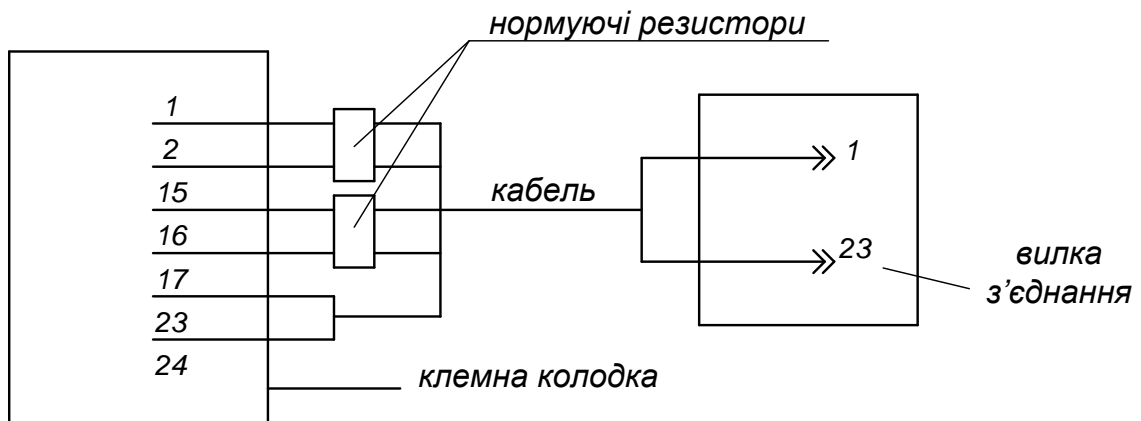 нормуючі резистори
1
2
15
16
17
23
24
кабель
1
23
вилка
з’єднання
клемна колодка